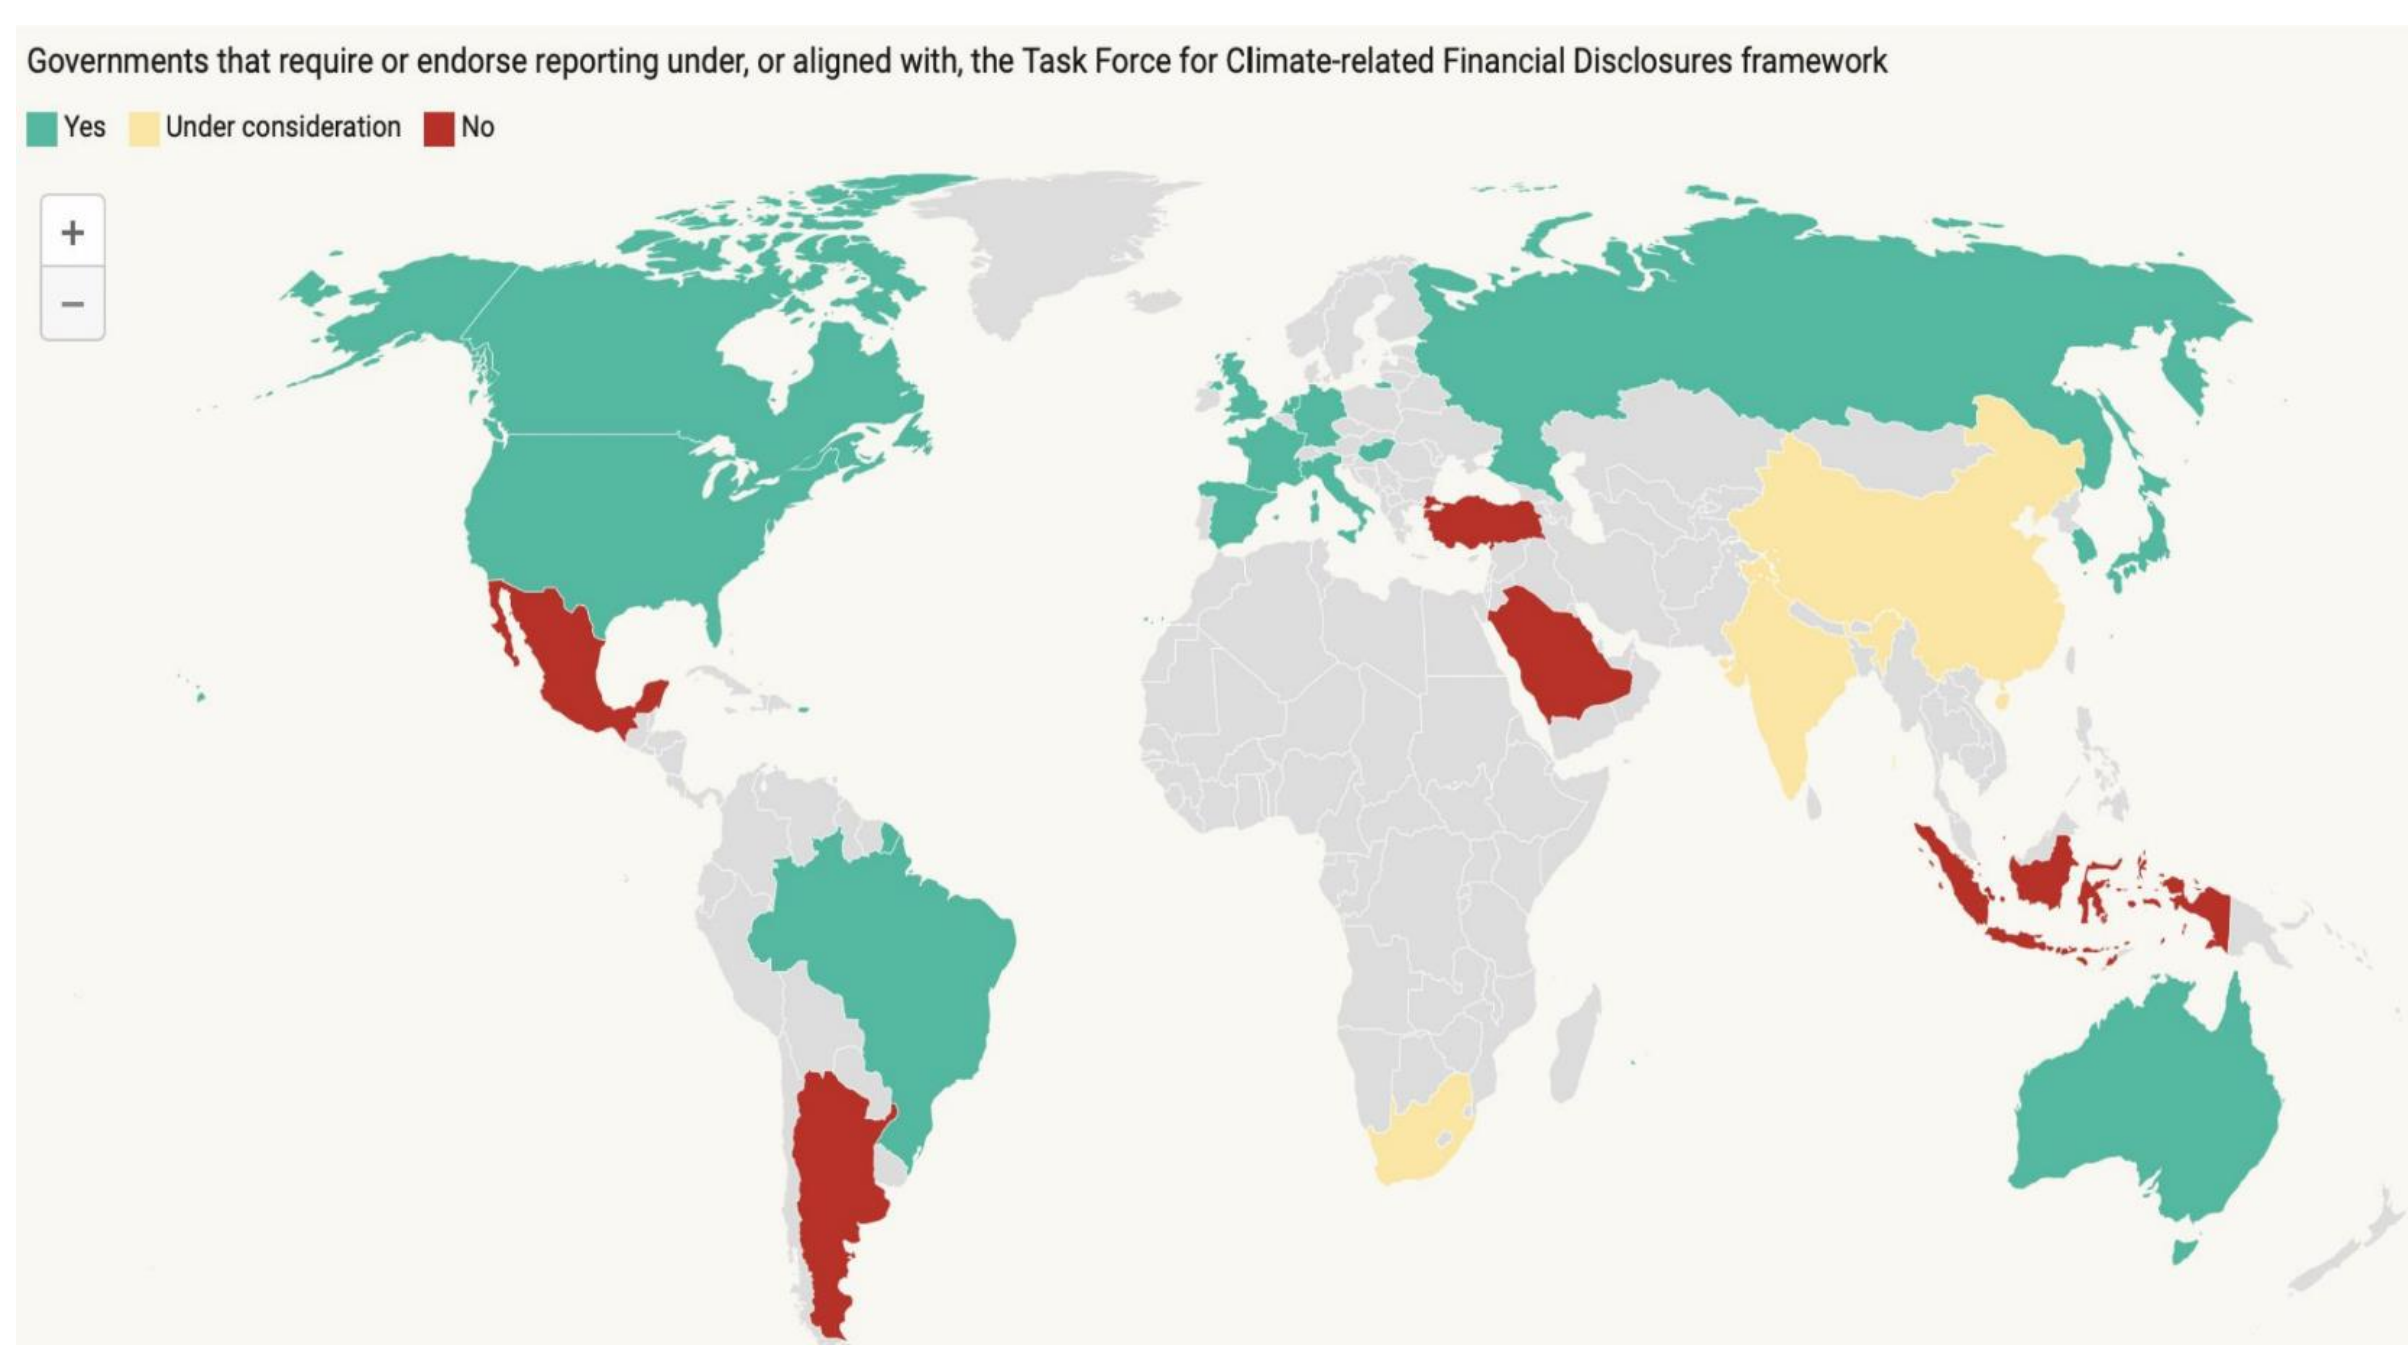 Governments that require or endorse reporting under, or aligned with, the Task Force for Climate-related Financial Disclosures framework
Yes Under consideration No
+
−